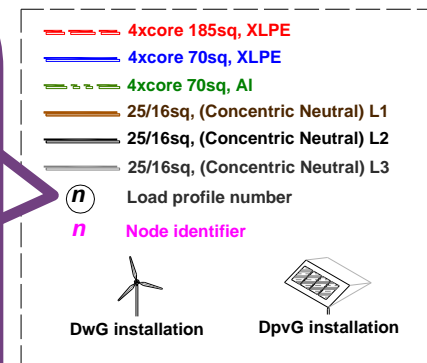 4xcore 185sq, XLPE
4xcore 70sq, XLPE
4xcore 70sq, Al
25/16sq, (Concentric Neutral) L1
25/16sq, (Concentric Neutral) L2
25/16sq, (Concentric Neutral) L3
n Load profile number
n Node identifier
DwG installation DpvG installation